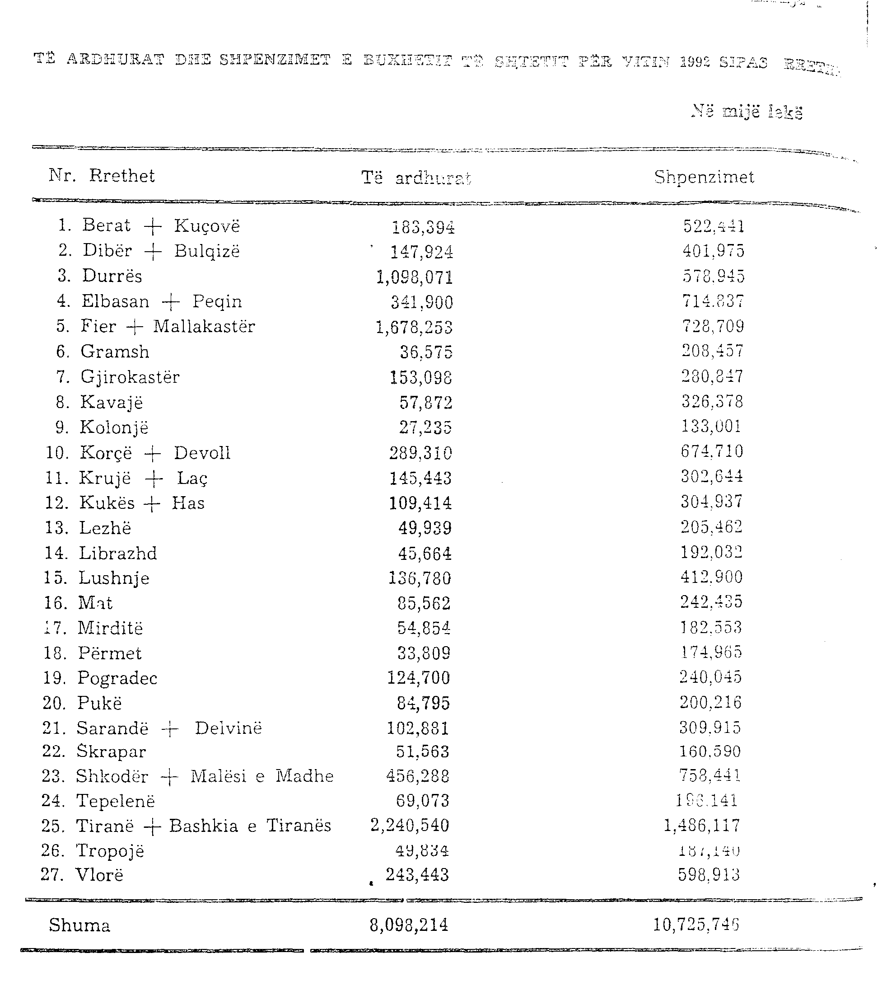 TË ARDHURAT DHE SHPENZIMET E BUXHETIT TË SHTETIT PËR VITIN 1992 SIPAS
Në mijë lekë
Nr. Rrethet Të ardhurat Shpenzimet
1. Berat + Kuçovë 183,394 522,441
2. Dibër + Bulqizë 147,924 401,975
3. Durrës 1,098,071 578,945
4. Elbasan + Peqin 341,900 714.837
5. Fier + Mallakastër 1,678,253 728,709
6. Gramsh 36,575 208,457
7. Gjirokastër 153,098 280,847
8. Kavajë 57,872 326,378
9. Kolonjë 27,235 133,001
10. Korçë + Devoll 289,310 674,710
11. Krujë + Laç 145,443 302,644
12. Kukës + Has 109,414 304,937
13. Lezhë 49,939 205,462
14. Librazhd 45,664 192,032
15. Lushnje 136,780 412,900
16. Mat 85,562 242,435
17. Mirditë 54,854 182,553
18. Përmet 33,809 174,965
19. Pogradec 124,700 240,045
20. Pukë 84,795 200,216
21. Sarandë + Delvinë 102,881 309,915
22. Skrapar 51,563 160,590
23. Shkodër + Malësi e Madhe 456,288 758,441
24. Tepelenë 69,073 196.141
25. Tiranë + Bashkia e Tiranës 2,240,540 1,486,117
26. Tropojë 49,834 187,140
27. Vlorë 243,443 598,913
Shuma 8,098,214 10,725,746